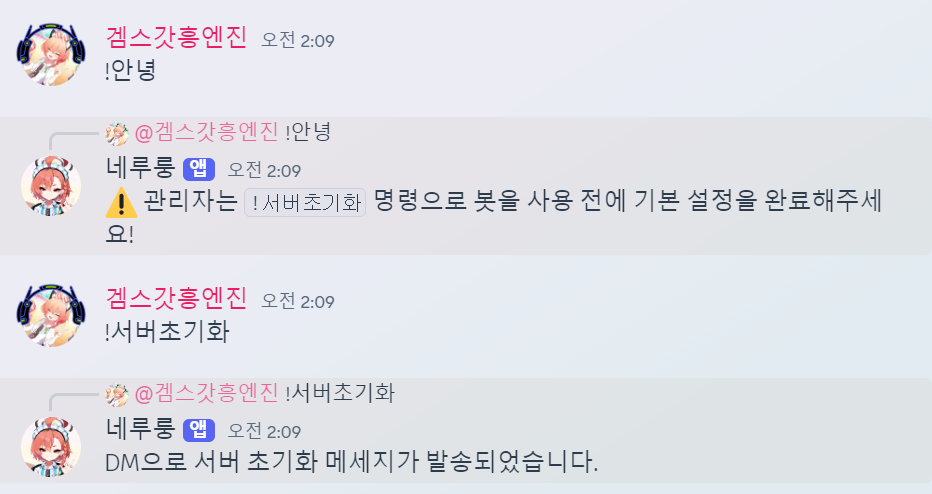 겜스갓흥엔진 오전 2:09
!안녕
@겜스갓흥엔진 !안녕
네루룽 앱 오전 2:09
⚠️ 관리자는 !서버초기화 명령으로 봇을 사용 전에 기본 설정을 완료해주세
요!
겜스갓흥엔진 오전 2:09
!서버초기화
@겜스갓흥엔진 !서버초기화
네루룽 앱 오전 2:09
DM으로 서버 초기화 메세지가 발송되었습니다.